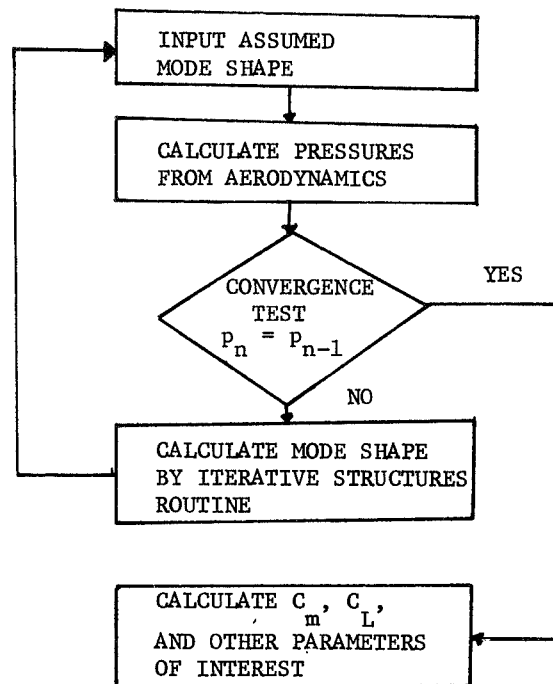 INPUT ASSUMED
MODE SHAPE
CALCULATE PRESSURES
FROM AERODYNAMICS
YES
CONVERGENCE
TEST
p_n = p_{n-1}
NO
CALCULATE MODE SHAPE
BY ITERATIVE STRUCTURES
ROUTINE
CALCULATE C_m, C_L,
AND OTHER PARAMETERS
OF INTEREST